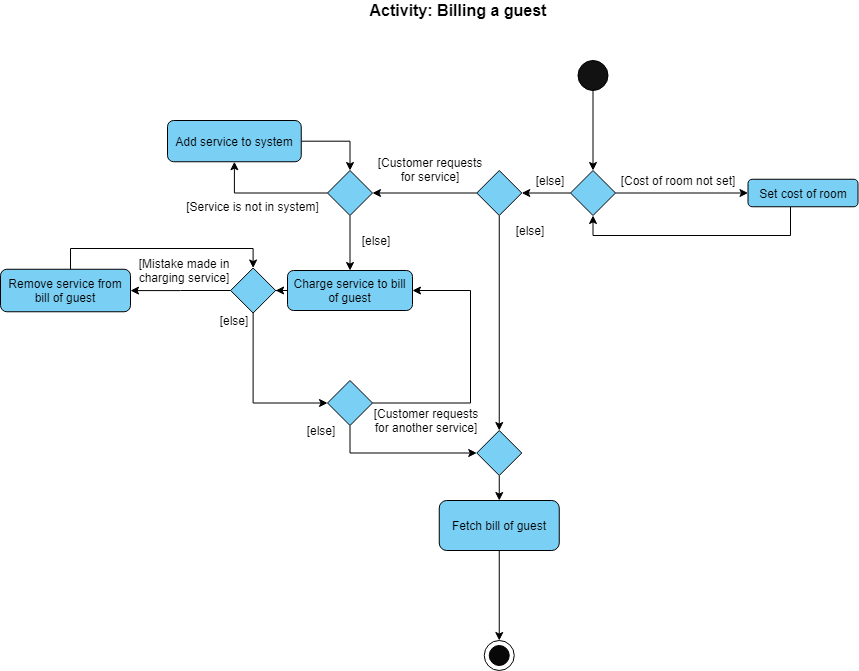 Activity: Billing a guest
Add service to system
[Customer requests
for service]
[else]
[Cost of room not set]
Set cost of room
[Service is not in system]
[else]
[else]
[Mistake made in
charging service]
Remove service from
bill of guest
Charge service to bill
of guest
[else]
[Customer requests
for another service]
[else]
Fetch bill of guest